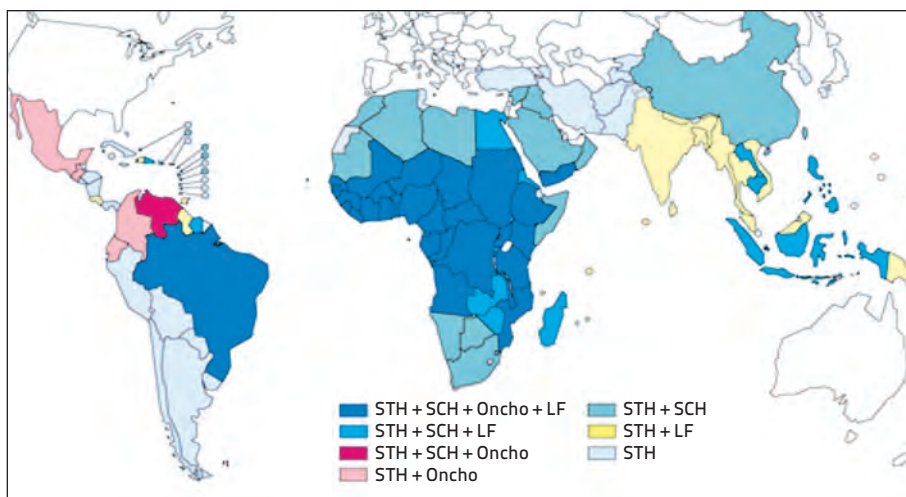 STH + SCH + Oncho + LF
STH + SCH + LF
STH + SCH + Oncho
STH + Oncho
STH + SCH
STH + LF
STH